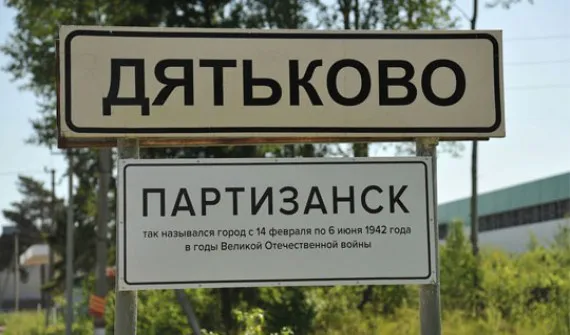 ДЯТЬКОВО
ПАРТИЗАНСК
так назывался город с 14 февраля по 6 июня 1942 года
в годы Великой Отечественной войны